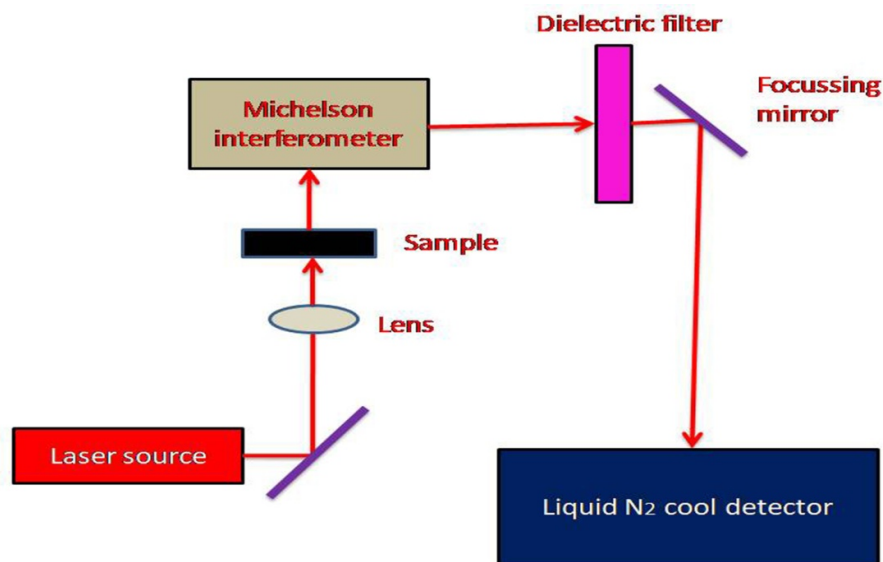 Dielectric filter
Michelson
interferometer
Focussing
mirror
Sample
Lens
Laser source
Liquid N2 cool detector